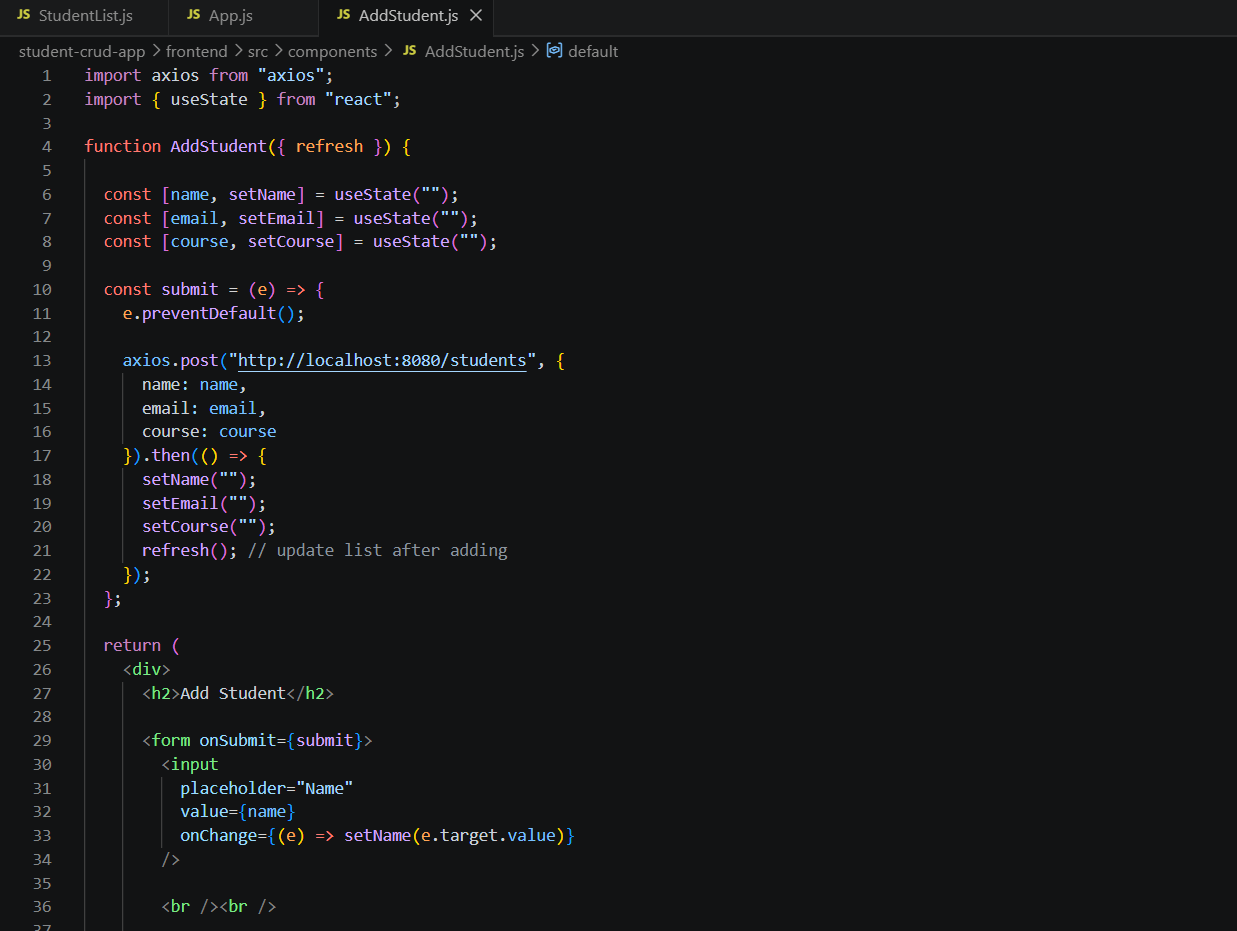 JS StudentList.js JS App.js JS AddStudent.js
student-crud-app > frontend > src > components > JS AddStudent.js > default
1 import axios from "axios";
2 import { useState } from "react";
3
4 function AddStudent({ refresh }) {
5
6 const [name, setName] = useState("");
7 const [email, setEmail] = useState("");
8 const [course, setCourse] = useState("");
9
10 const submit = (e) => {
11 e.preventDefault();
12
13 axios.post("http://localhost:8080/students", {
14 name: name,
15 email: email,
16 course: course
17 }).then(() => {
18 setName("");
19 setEmail("");
20 setCourse("");
21 refresh(); // update list after adding
22 });
23 };
24
25 return (
26 <div>
27 <h2>Add Student</h2>
28
29 <form onSubmit={submit}>
30 <input
31 placeholder="Name"
32 value={name}
33 onChange={(e) => setName(e.target.value)}
34 />
35
36 <br /><br />
37